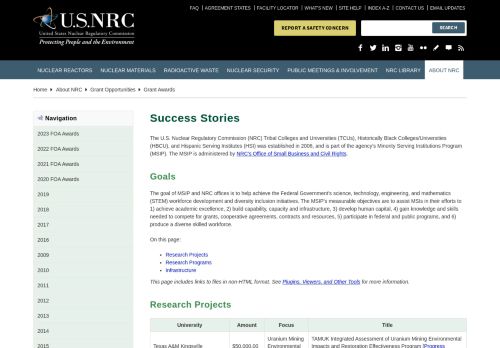 FAQ | AGREEMENT STATES | FACILITY LOCATOR | WHAT'S NEW | SITE HELP | INDEX A-Z | CONTACT US | EMAIL UPDATES
U.S.NRC
United States Nuclear Regulatory Commission
Protecting People and the Environment
REPORT A SAFETY CONCERN
SEARCH
NUCLEAR REACTORS NUCLEAR MATERIALS RADIOACTIVE WASTE NUCLEAR SECURITY PUBLIC MEETINGS & INVOLVEMENT NRC LIBRARY ABOUT NRC
Home About NRC Grant Opportunities Grant Awards
Navigation
2023 FOA Awards
2022 FOA Awards
2021 FOA Awards
2020 FOA Awards
2019
2018
2017
2016
2009
2010
2011
2012
2013
2014
2015
Success Stories
The U.S. Nuclear Regulatory Commission (NRC) Tribal Colleges and Universities (TCUs), Historically Black Colleges/Universities
(HBCU), and Hispanic Serving Institutes (HSI) was established in 2006, and is part of the agency's Minority Serving Institutions Program
(MSIP). The MSIP is administered by NRC's Office of Small Business and Civil Rights.
Goals
The goal of MSIP and NRC offices is to help achieve the Federal Government's science, technology, engineering, and mathematics
(STEM) workforce development and diversity inclusion initiatives. The MSIP's measurable objectives are to assist MSIs in their efforts to
1) achieve academic excellence, 2) build capability, capacity and infrastructure, 3) develop human capital, 4) gain knowledge and skills
needed to compete for grants, cooperative agreements, contracts and resources, 5) participate in federal and public programs, and 6)
produce a diverse skilled workforce.
On this page:
Research Projects
Research Programs
Infrastructure
This page includes links to files in non-HTML format. See Plugins, Viewers, and Other Tools for more information.
Research Projects
University Amount Focus Title
Texas A&M Kingsville $50,000.00 Uranium Mining Environmental
TAMUK Integrated Assessment of Uranium Mining Environmental
Impacts and Restoration Effectiveness Program [Progress